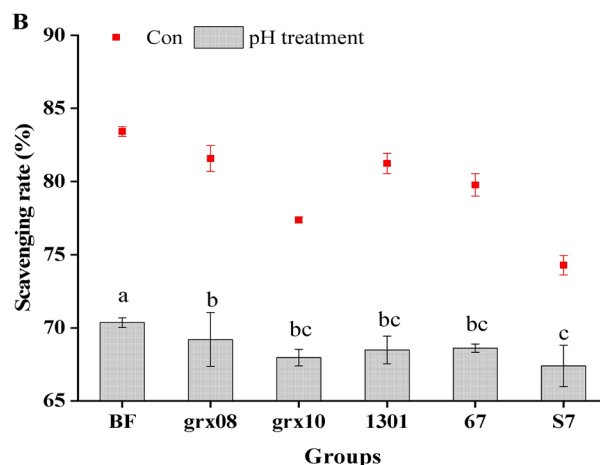 B
Con pH treatment
90
85
80
75
70
65
Scavenging rate (%)
a b bc bc bc c
BF grx08 grx10 1301 67 S7
Groups